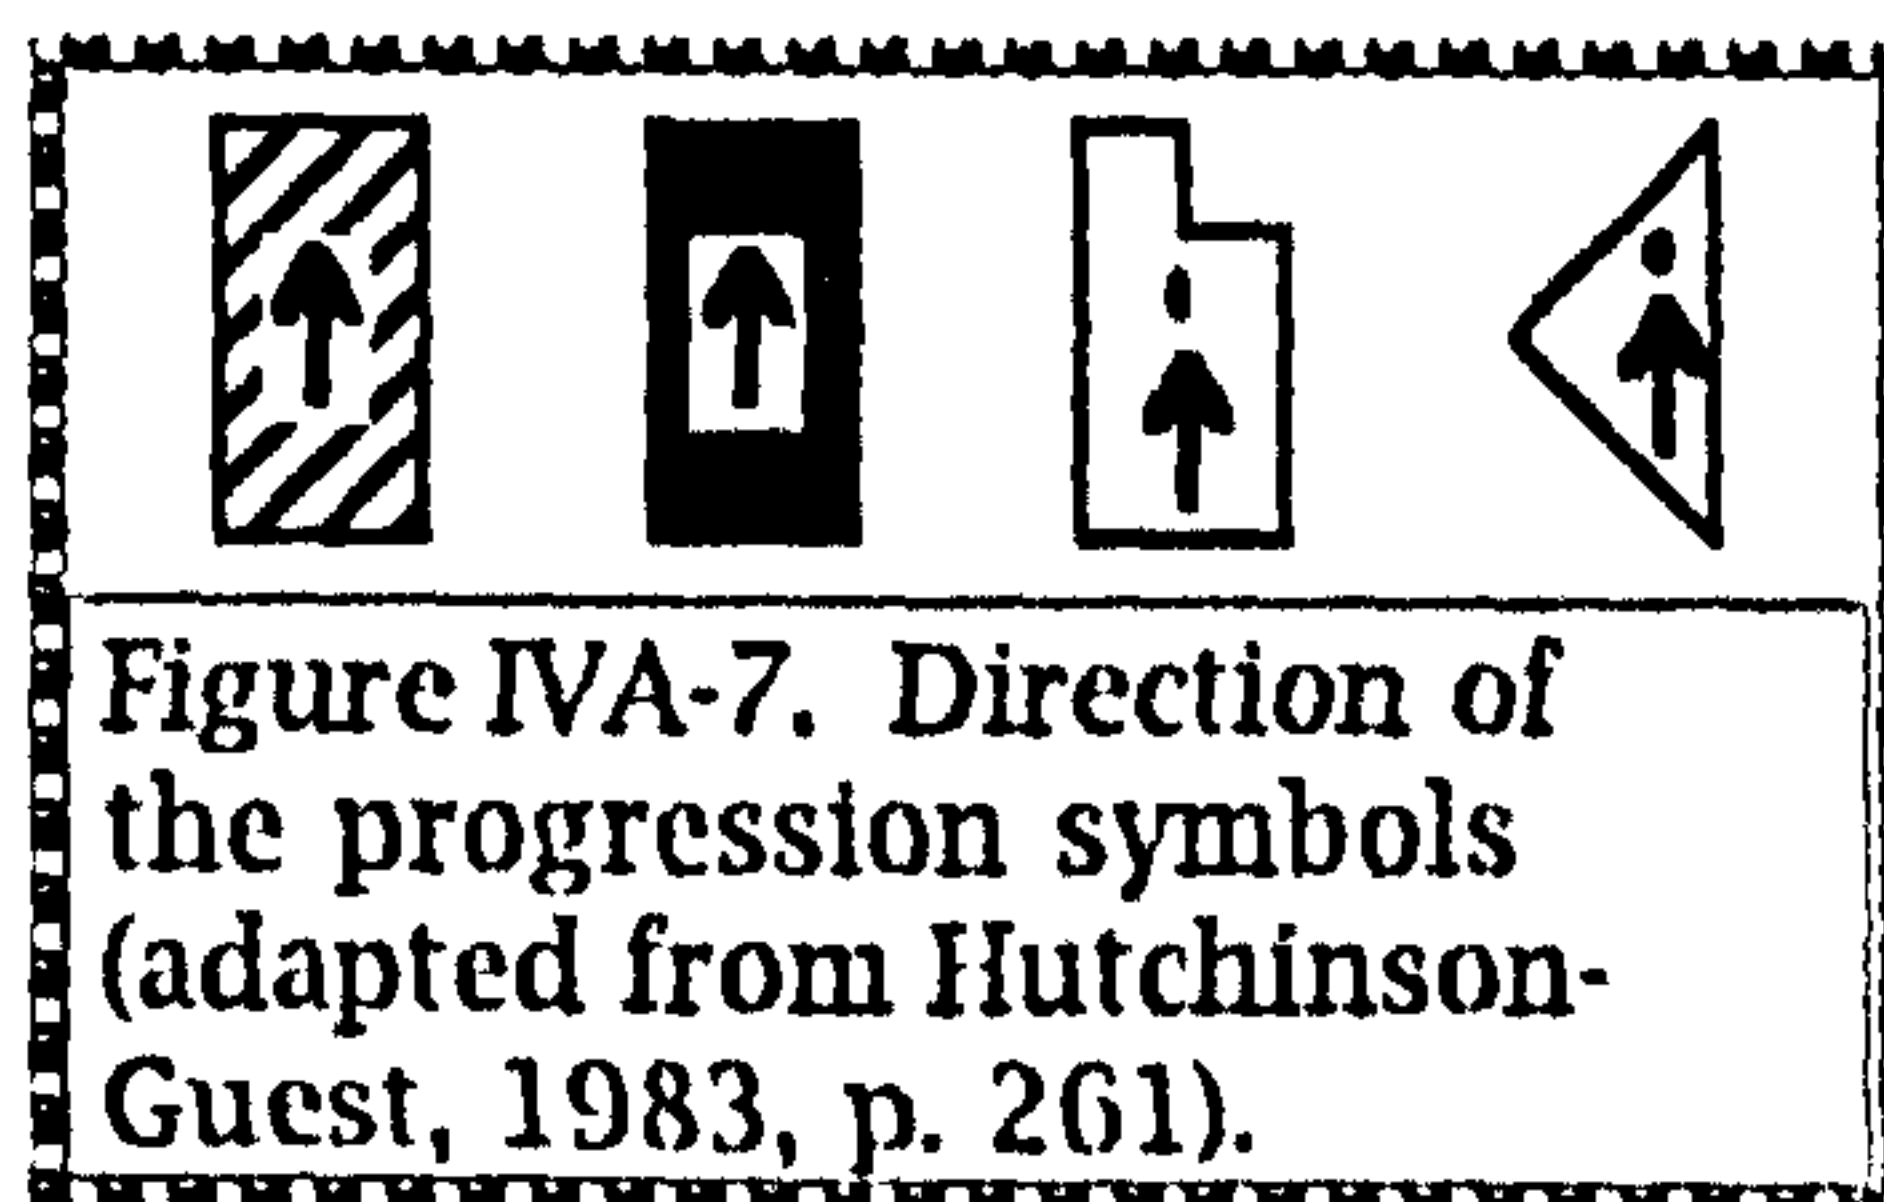 Figure IVA-7. Direction of
the progression symbols
(adapted from Hutchinson-
Guest, 1983, p. 261).